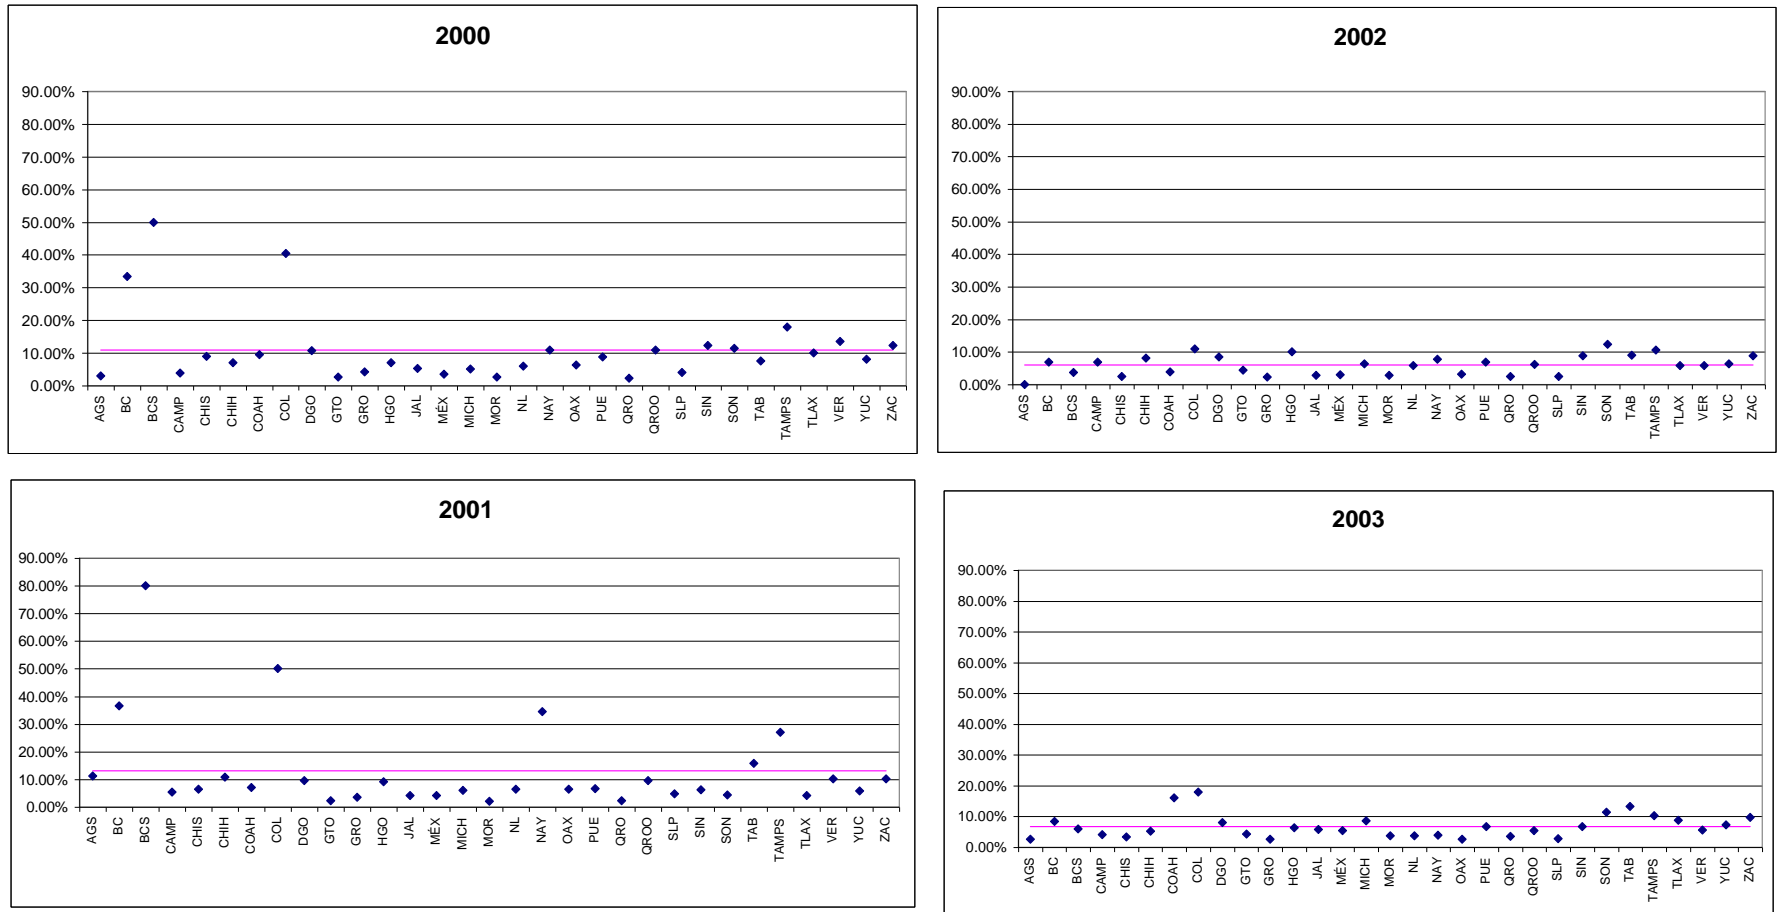 2000
90.00%
80.00%
70.00%
60.00%
50.00%
40.00%
30.00%
20.00%
10.00%
0.00%
AGS
BC
BCS
CAMP
CHIS
CHIH
COAH
COL
DGO
GTO
GRO
HGO
JAL
MÉX
MICH
MOR
NL
NAY
OAX
PUE
QRO
QROO
SLP
SIN
SON
TAB
TAMPS
TLAX
VER
YUC
ZAC
2002
90.00%
80.00%
70.00%
60.00%
50.00%
40.00%
30.00%
20.00%
10.00%
0.00%
AGS
BC
BCS
CAMP
CHIS
CHIH
COAH
COL
DGO
GTO
GRO
HGO
JAL
MÉX
MICH
MOR
NL
NAY
OAX
PUE
QRO
QROO
SLP
SIN
SON
TAB
TAMPS
TLAX
VER
YUC
ZAC
2001
90.00%
80.00%
70.00%
60.00%
50.00%
40.00%
30.00%
20.00%
10.00%
0.00%
AGS
BC
BCS
CAMP
CHIS
CHIH
COAH
COL
DGO
GTO
GRO
HGO
JAL
MÉX
MICH
MOR
NL
NAY
OAX
PUE
QRO
QROO
SLP
SIN
SON
TAB
TAMPS
TLAX
VER
YUC
ZAC
2003
90.00%
80.00%
70.00%
60.00%
50.00%
40.00%
30.00%
20.00%
10.00%
0.00%
AGS
BC
BCS
CAMP
CHIS
CHIH
COAH
COL
DGO
GTO
GRO
HGO
JAL
MÉX
MICH
MOR
NL
NAY
OAX
PUE
QRO
QROO
SLP
SIN
SON
TAB
TAMPS
TLAX
VER
YUC
ZAC